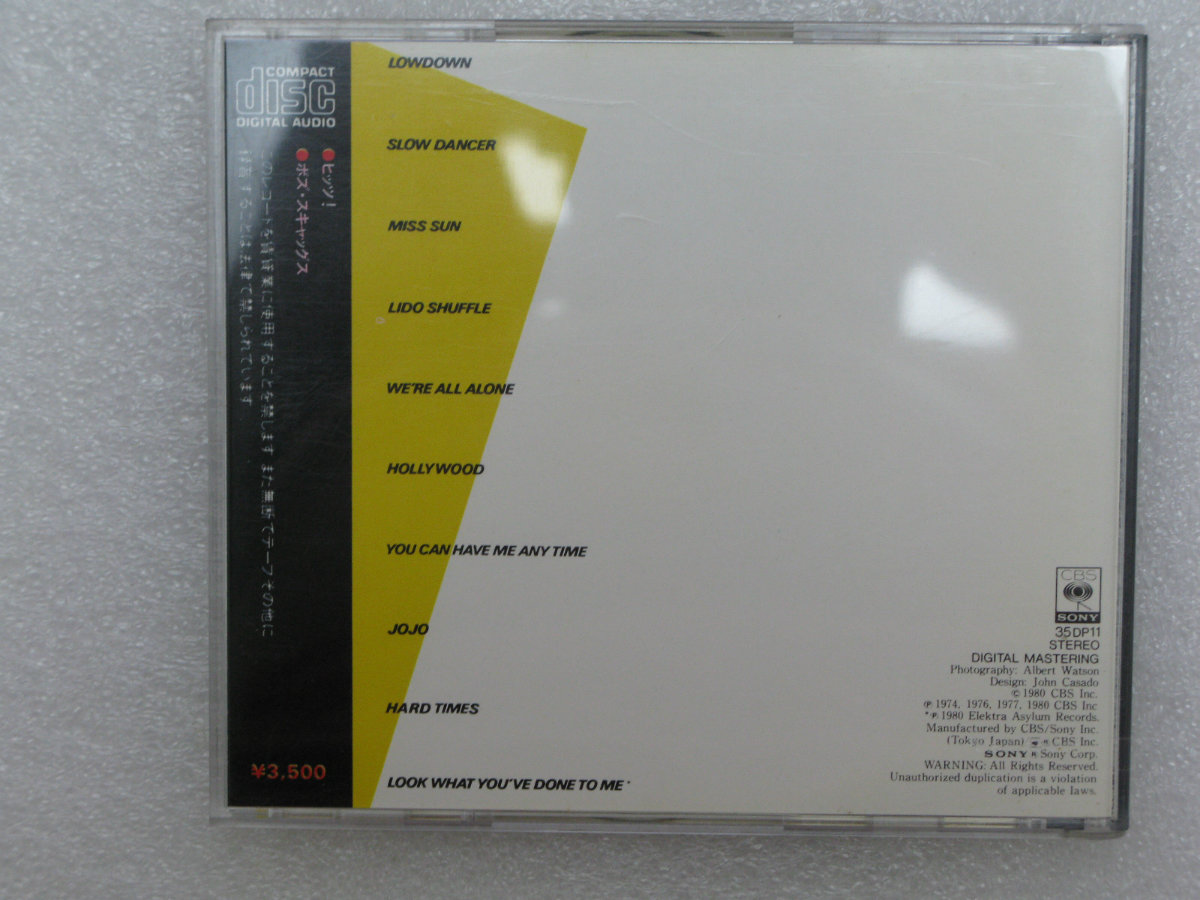 COMPACT
disc
DIGITAL AUDIO
●ヒッツ!
●ボズ・スキャッグス
このレコードを賃貸業に使用することを禁じます また無断でテープその他に
録音することは法律で禁じられています
¥3,500
LOWDOWN
SLOW DANCER
MISS SUN
LIDO SHUFFLE
WE'RE ALL ALONE
HOLLYWOOD
YOU CAN HAVE ME ANY TIME
JOJO
HARD TIMES
LOOK WHAT YOU'VE DONE TO ME*
CBS
SONY
35DP11
STEREO
DIGITAL MASTERING
Photography: Albert Watson
Design: John Casado
© 1980 CBS Inc.
℗ 1974, 1976, 1977, 1980 CBS Inc
*℗ 1980 Elektra Asylum Records.
Manufactured by CBS/Sony Inc.
(Tokyo Japan) ® CBS Inc.
SONY ® Sony Corp.
WARNING: All Rights Reserved.
Unauthorized duplication is a violation
of applicable laws.